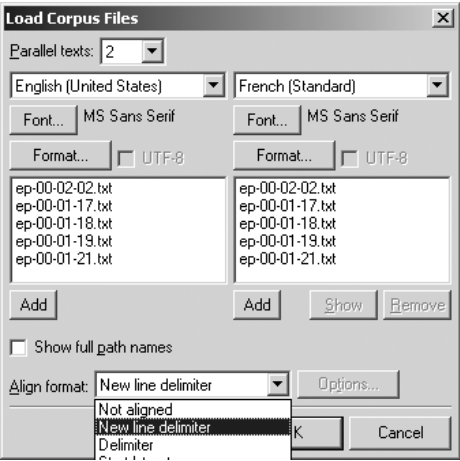 Load Corpus Files
Parallel texts: 2
English (United States) French (Standard)
Font... MS Sans Serif Font... MS Sans Serif
Format... UTF-8 Format... UTF-8
ep-00-02-02.txt ep-00-02-02.txt
ep-00-01-17.txt ep-00-01-17.txt
ep-00-01-18.txt ep-00-01-18.txt
ep-00-01-19.txt ep-00-01-19.txt
ep-00-01-21.txt ep-00-01-21.txt
Add Add Show Remove
Show full path names
Align format: New line delimiter Options...
Not aligned
New line delimiter K Cancel
Delimiter